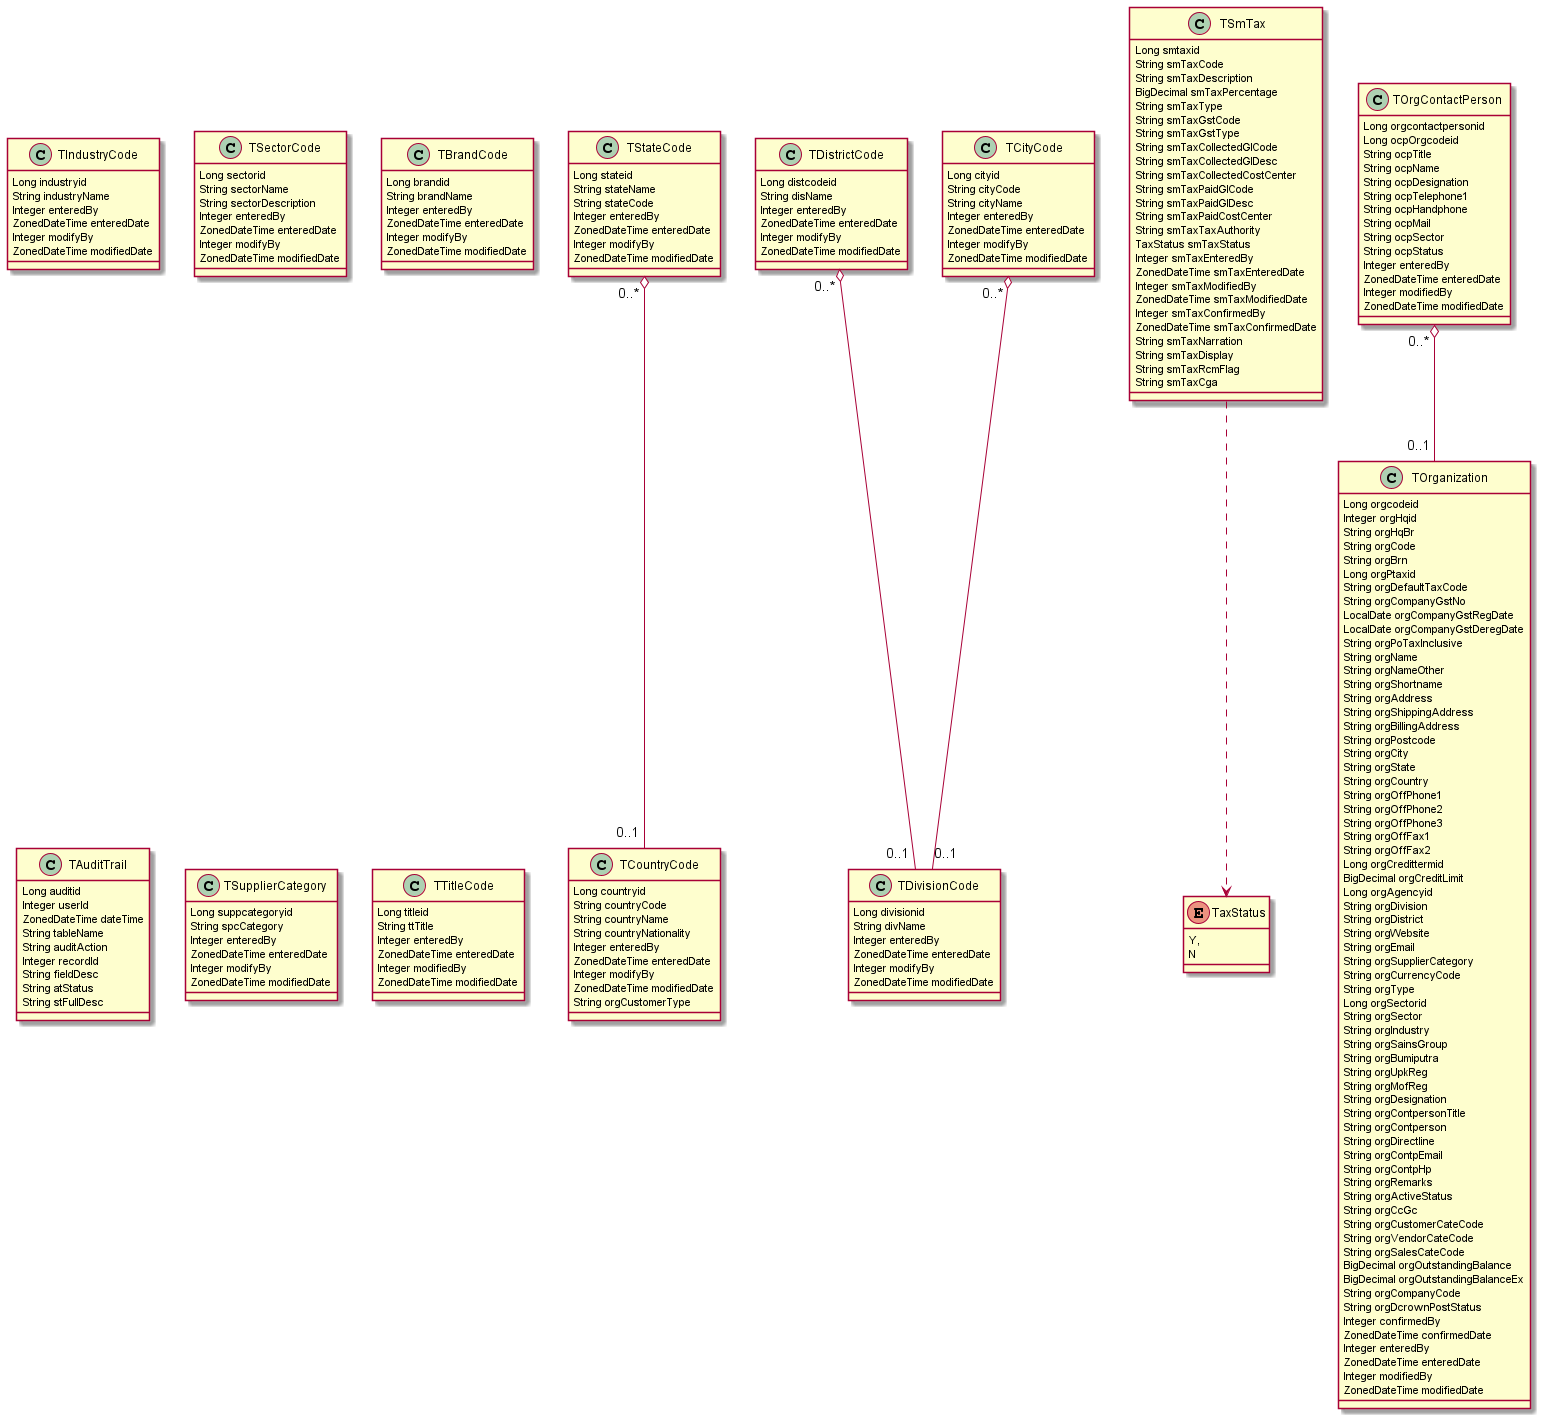 C TIndustryCode
Long industryid
String industryName
Integer enteredBy
ZonedDateTime enteredDate
Integer modifyBy
ZonedDateTime modifiedDate
C TSectorCode
Long sectorid
String sectorName
String sectorDescription
Integer enteredBy
ZonedDateTime enteredDate
Integer modifyBy
ZonedDateTime modifiedDate
C TBrandCode
Long brandid
String brandName
Integer enteredBy
ZonedDateTime enteredDate
Integer modifyBy
ZonedDateTime modifiedDate
C TStateCode
Long stateid
String stateName
String stateCode
Integer enteredBy
ZonedDateTime enteredDate
Integer modifyBy
ZonedDateTime modifiedDate
0..*
C TDistrictCode
Long distcodeid
String disName
Integer enteredBy
ZonedDateTime enteredDate
Integer modifyBy
ZonedDateTime modifiedDate
0..*
C TCityCode
Long cityid
String cityCode
String cityName
Integer enteredBy
ZonedDateTime enteredDate
Integer modifyBy
ZonedDateTime modifiedDate
0..*
C TSmTax
Long smtaxid
String smTaxCode
String smTaxDescription
BigDecimal smTaxPercentage
String smTaxType
String smTaxGstCode
String smTaxGstType
String smTaxCollectedGlCode
String smTaxCollectedGlDesc
String smTaxCollectedCostCenter
String smTaxPaidGlCode
String smTaxPaidGlDesc
String smTaxPaidCostCenter
String smTaxTaxAuthority
TaxStatus smTaxStatus
Integer smTaxEnteredBy
ZonedDateTime smTaxEnteredDate
Integer smTaxModifiedBy
ZonedDateTime smTaxModifiedDate
Integer smTaxConfirmedBy
ZonedDateTime smTaxConfirmedDate
String smTaxNarration
String smTaxDisplay
String smTaxRcmFlag
String smTaxCga
C TOrgContactPerson
Long orgcontactpersonid
Long ocpOrgcodeid
String ocpTitle
String ocpName
String ocpDesignation
String ocpTelephone1
String ocpHandphone
String ocpMail
String ocpSector
String ocpStatus
Integer enteredBy
ZonedDateTime enteredDate
Integer modifiedBy
ZonedDateTime modifiedDate
0..*
0..1
C TAuditTrail
Long auditid
Integer userId
ZonedDateTime dateTime
String tableName
String auditAction
Integer recordId
String fieldDesc
String atStatus
String stFullDesc
C TSupplierCategory
Long suppcategoryid
String spcCategory
Integer enteredBy
ZonedDateTime enteredDate
Integer modifyBy
ZonedDateTime modifiedDate
C TTitleCode
Long titleid
String ttTitle
Integer enteredBy
ZonedDateTime enteredDate
Integer modifiedBy
ZonedDateTime modifiedDate
0..1
C TCountryCode
Long countryid
String countryCode
String countryName
String countryNationality
Integer enteredBy
ZonedDateTime enteredDate
Integer modifyBy
ZonedDateTime modifiedDate
String orgCustomerType
0..1
0..1
C TDivisionCode
Long divisionid
String divName
Integer enteredBy
ZonedDateTime enteredDate
Integer modifyBy
ZonedDateTime modifiedDate
E TaxStatus
Y,
N
C TOrganization
Long orgcodeid
Integer orgHqid
String orgHqBr
String orgCode
String orgBrn
Long orgPtaxid
String orgDefaultTaxCode
String orgCompanyGstNo
LocalDate orgCompanyGstRegDate
LocalDate orgCompanyGstDeregDate
String orgPoTaxInclusive
String orgName
String orgNameOther
String orgShortname
String orgAddress
String orgShippingAddress
String orgBillingAddress
String orgPostcode
String orgCity
String orgState
String orgCountry
String orgOffPhone1
String orgOffPhone2
String orgOffPhone3
String orgOffFax1
String orgOffFax2
Long orgCredittermid
BigDecimal orgCreditLimit
Long orgAgencyid
String orgDivision
String orgDistrict
String orgWebsite
String orgEmail
String orgSupplierCategory
String orgCurrencyCode
String orgType
Long orgSectorid
String orgSector
String orgIndustry
String orgSainsGroup
String orgBumiputra
String orgUpkReg
String orgMofReg
String orgDesignation
String orgContpersonTitle
String orgContperson
String orgDirectline
String orgContpEmail
String orgContpHp
String orgRemarks
String orgActiveStatus
String orgCcGc
String orgCustomerCateCode
String orgVendorCateCode
String orgSalesCateCode
BigDecimal orgOutstandingBalance
BigDecimal orgOutstandingBalanceEx
String orgCompanyCode
String orgDcrownPostStatus
Integer confirmedBy
ZonedDateTime confirmedDate
Integer enteredBy
ZonedDateTime enteredDate
Integer modifiedBy
ZonedDateTime modifiedDate